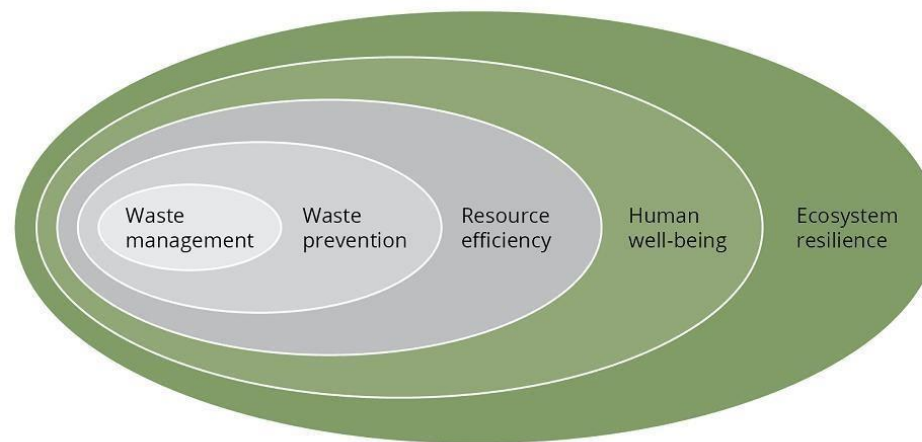 Waste
management
Waste
prevention
Resource
efficiency
Human
well-being
Ecosystem
resilience